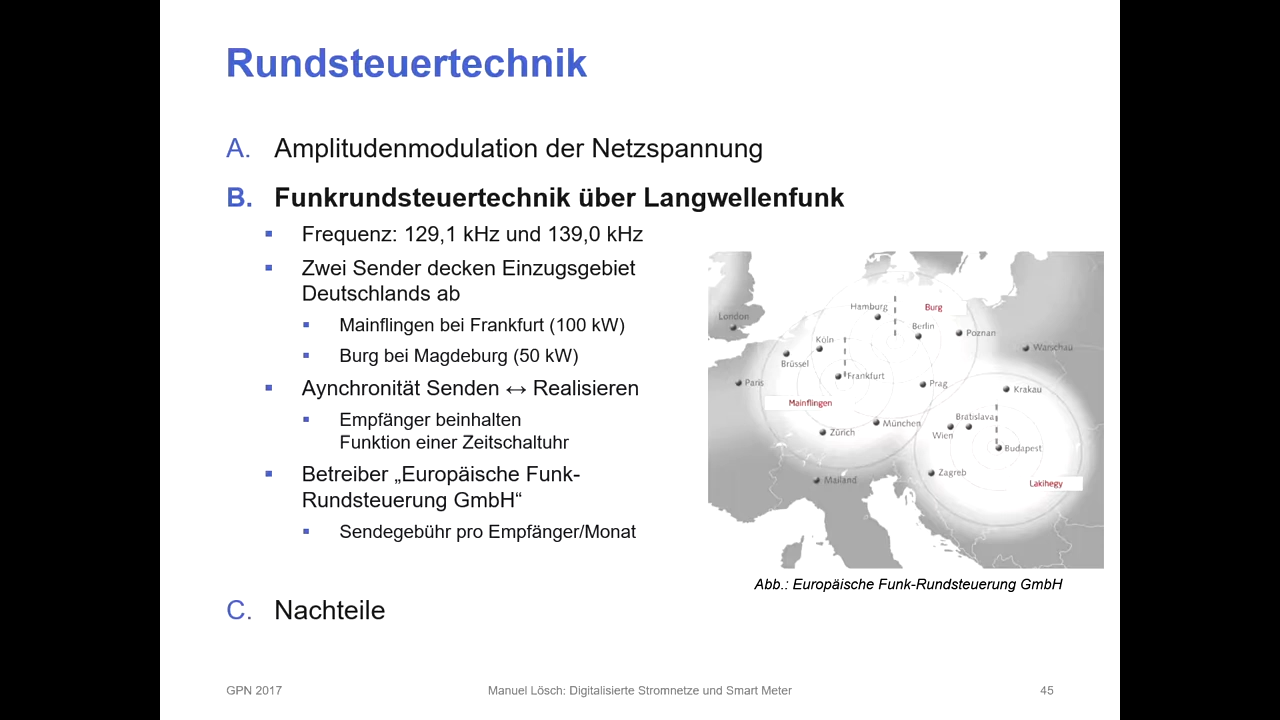 Rundsteuertechnik
A. Amplitudenmodulation der Netzspannung
B. Funkrundsteuertechnik über Langwellenfunk
▪ Frequenz: 129,1 kHz und 139,0 kHz
▪ Zwei Sender decken Einzugsgebiet
Deutschlands ab
▪ Mainflingen bei Frankfurt (100 kW)
▪ Burg bei Magdeburg (50 kW)
▪ Aynchronität Senden ↔ Realisieren
▪ Empfänger beinhalten
Funktion einer Zeitschaltuhr
▪ Betreiber „Europäische Funk-
Rundsteuerung GmbH“
▪ Sendegebühr pro Empfänger/Monat
London
Hamburg
Burg
Berlin
Poznan
Köln
Warschau
Brüssel
Paris
Frankfurt
Prag
Krakau
Mainflingen
Zürich
München
Bratislava
Wien
Budapest
Zagreb
Mailand
Lakihegy
Abb.: Europäische Funk-Rundsteuerung GmbH
C. Nachteile
GPN 2017
Manuel Lösch: Digitalisierte Stromnetze und Smart Meter
45